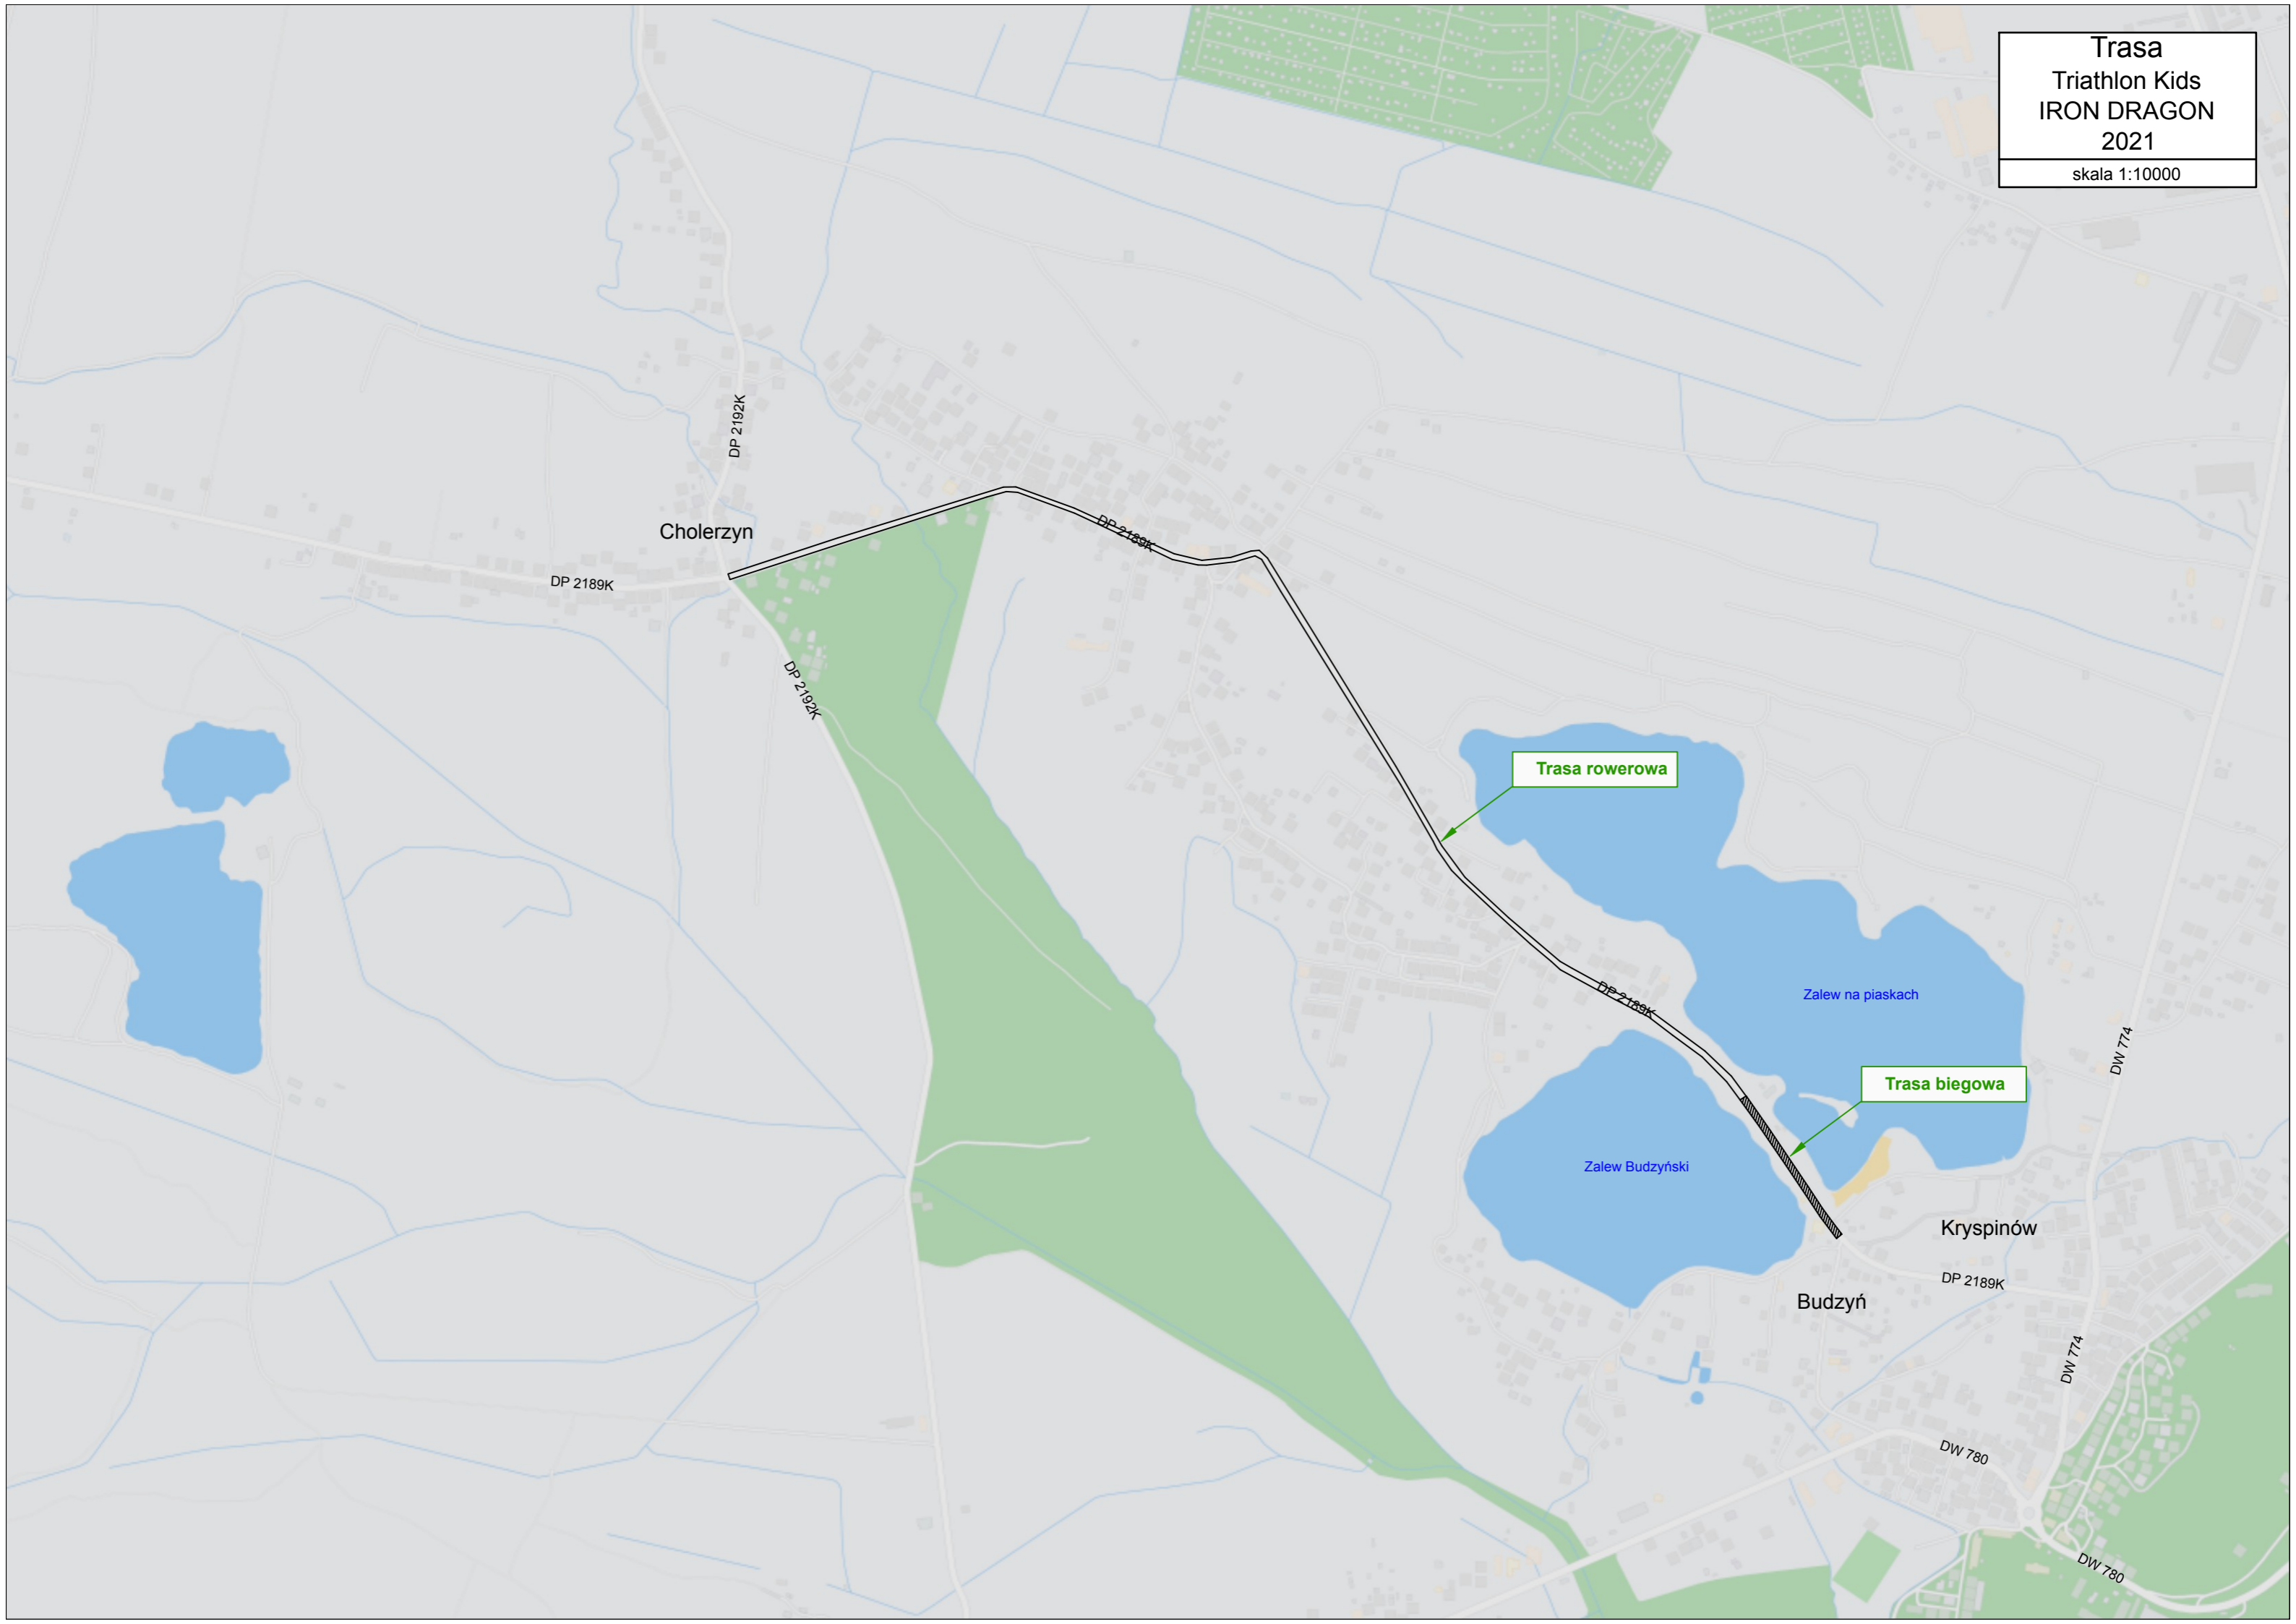 Trasa
Triathlon Kids
IRON DRAGON
2021
skala 1:10000
DP 2192K
Cholerzyn
DP 2189K
DP 2189K
DP 2192K
Trasa rowerowa
Zalew na piaskach
DP 2189K
DW 774
Trasa biegowa
Zalew Budzyński
Kryspinów
DP 2189K
Budzyń
DW 774
DW 780
DW 780